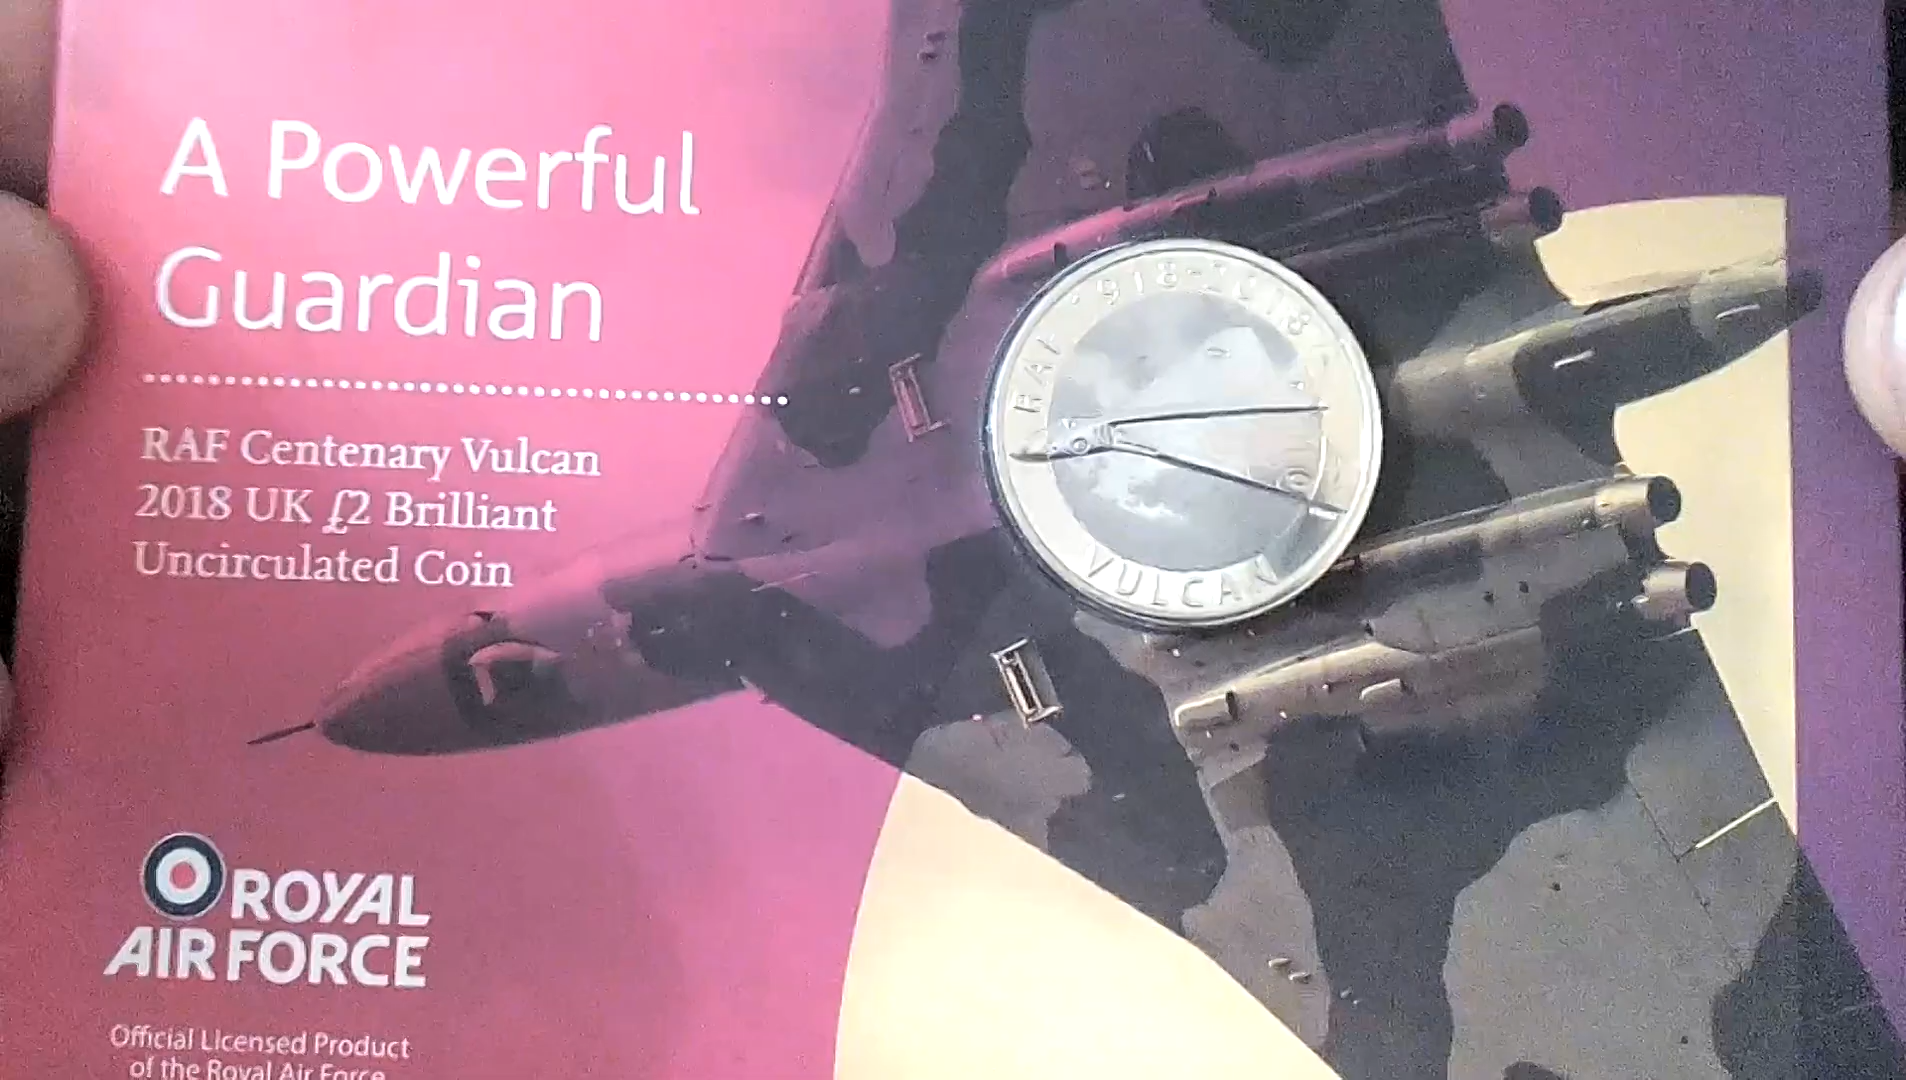 A Powerful
Guardian
RAF Centenary Vulcan
2018 UK £2 Brilliant
Uncirculated Coin
RAF 1918-2018
VULCAN
ROYAL
AIR FORCE
Official Licensed Product
of the Royal Air Force